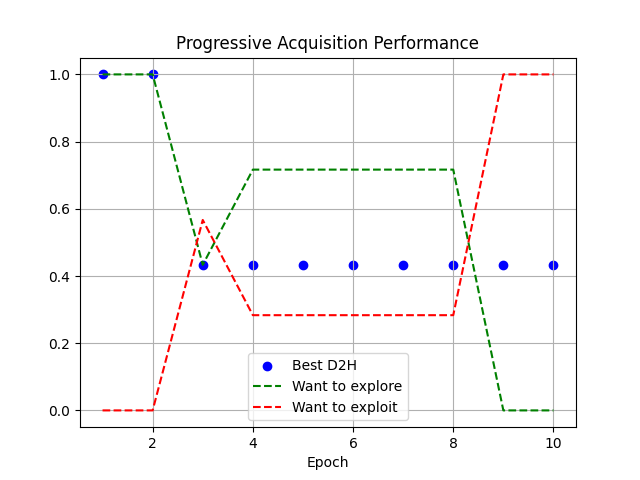 Progressive Acquisition Performance
1.0
0.8
0.6
0.4
0.2
0.0
Best D2H
Want to explore
Want to exploit
2 4 6 8 10
Epoch